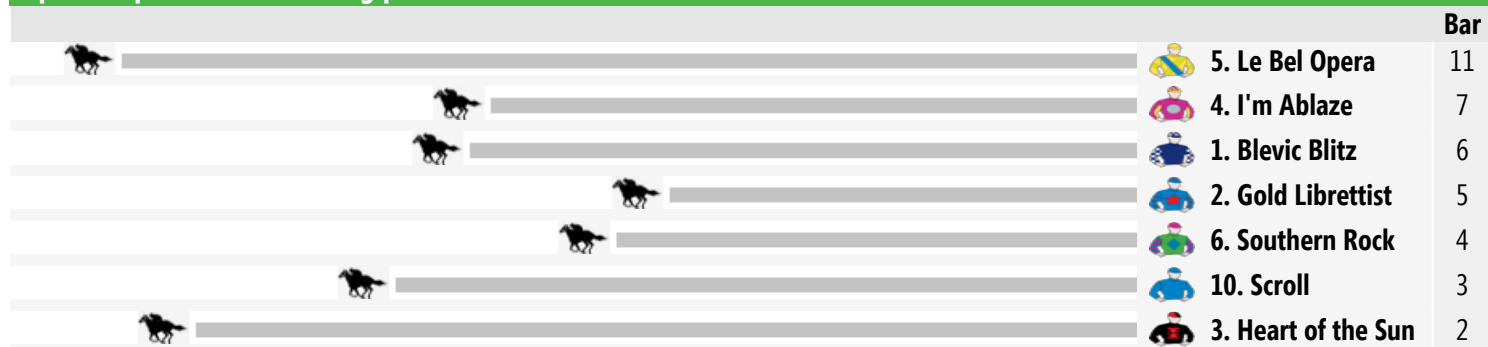 Bar
5. Le Bel Opera 11
4. I'm Ablaze 7
1. Blevic Blitz 6
2. Gold Librettist 5
6. Southern Rock 4
10. Scroll 3
3. Heart of the Sun 2